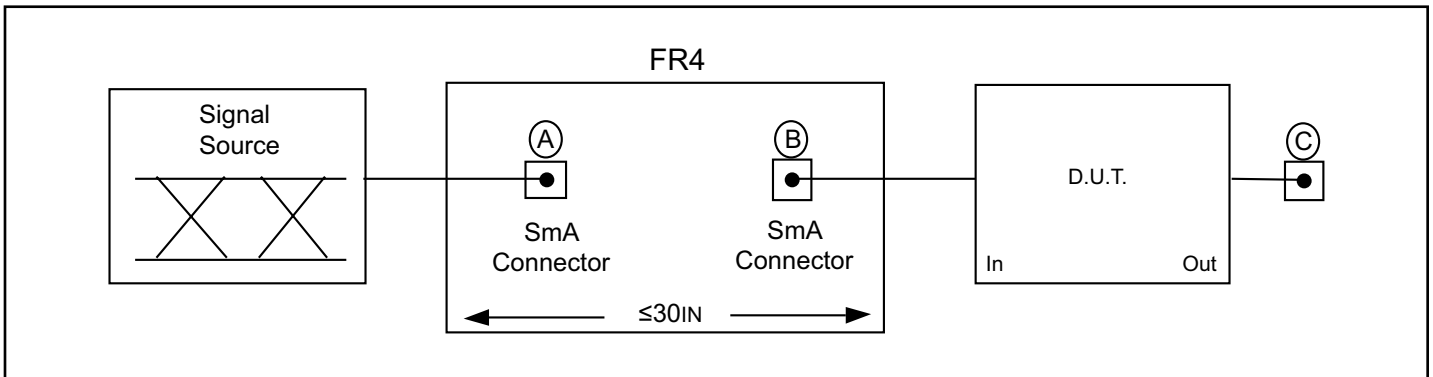 FR4
Signal
Source
A
SmA
Connector
B
SmA
Connector
≤30IN
D.U.T.
In
Out
C